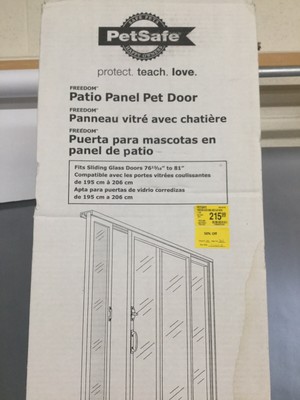 PetSafe®
protect. teach. love.
FREEDOM®
Patio Panel Pet Door
FREEDOM®
Panneau vitré avec chatière
FREEDOM®
Puerta para mascotas en
panel de patio
Fits Sliding Glass Doors 76 13/16" to 81"
Compatible avec les portes vitrées coulissantes
de 195 cm à 206 cm
Apta para puertas de vidrio corredizas
de 195 cm a 206 cm
215